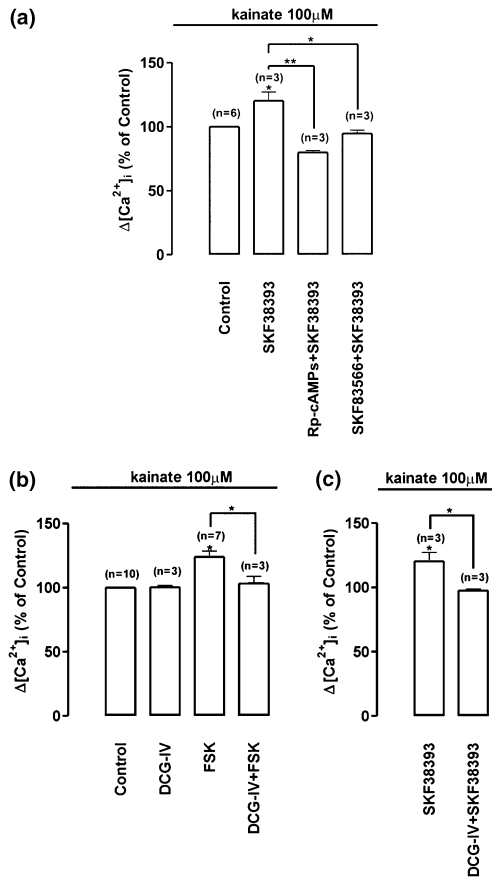 (a)
kainate 100μM
Δ[Ca2+]i (% of Control)
150
100
50
0
(n=6)
(n=3)
*
**
*
(n=3)
(n=3)
Control
SKF38393
Rp-cAMPs+SKF38393
SKF83566+SKF38393
(b)
kainate 100μM
Δ[Ca2+]i (% of Control)
150
100
50
0
(n=10)
(n=3)
(n=7)
*
*
(n=3)
Control
DCG-IV
FSK
DCG-IV+FSK
(c)
kainate 100μM
Δ[Ca2+]i (% of Control)
150
100
50
0
(n=3)
*
*
(n=3)
SKF38393
DCG-IV+SKF38393